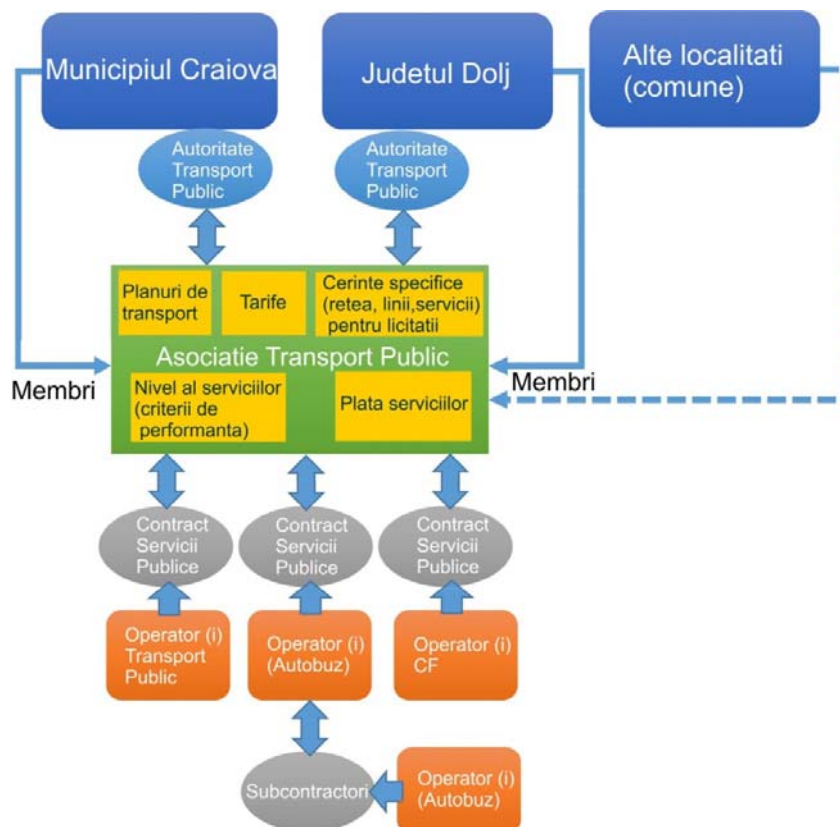 Municipiul Craiova
Judetul Dolj
Alte localitati
(comune)
Autoritate
Transport
Public
Autoritate
Transport
Public
Planuri de
transport
Tarife
Cerinte specifice
(retea, linii,servicii)
pentru licitatii
Asociatie Transport Public
Membri
Membri
Nivel al serviciilor
(criterii de
performanta)
Plata serviciilor
Contract
Servicii
Publice
Contract
Servicii
Publice
Contract
Servicii
Publice
Operator (i)
Transport
Public
Operator (i)
(Autobuz)
Operator (i)
CF
Subcontractori
Operator (i)
(Autobuz)